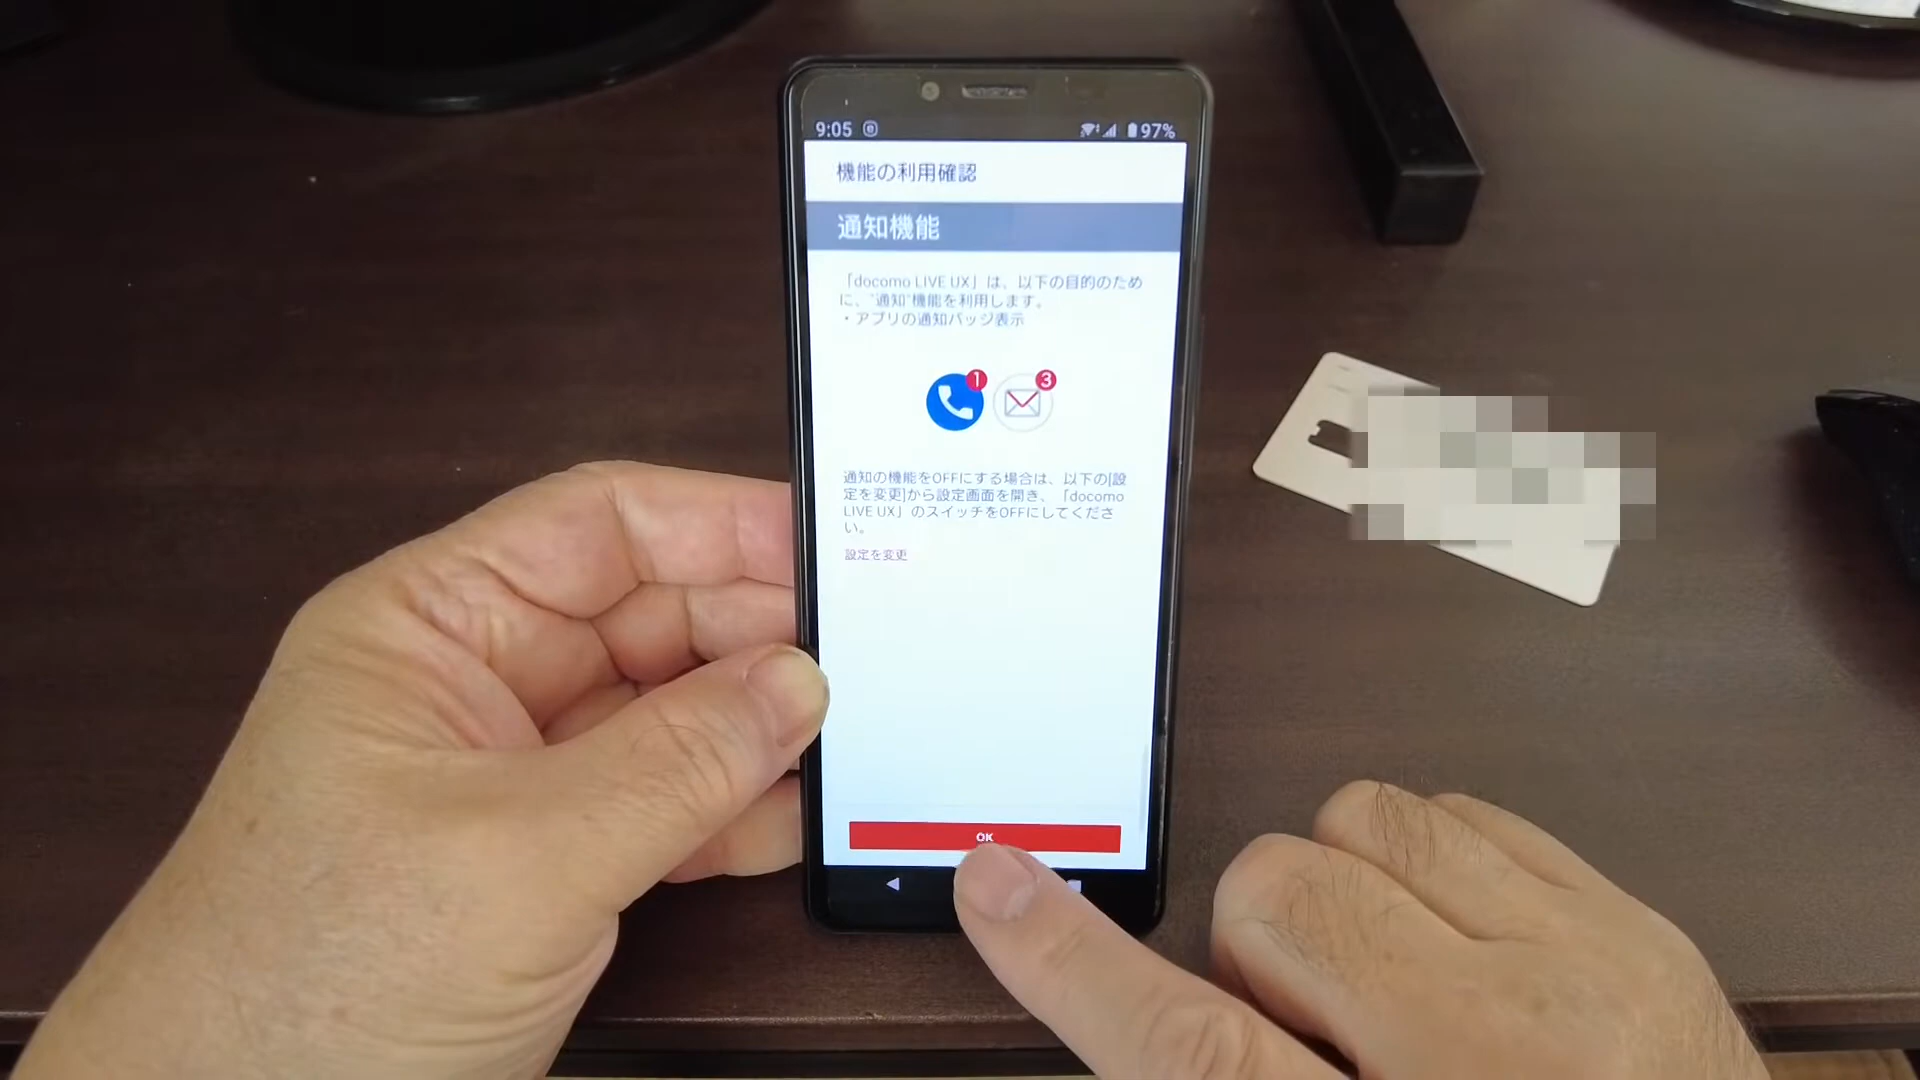 9:05 97%
機能の利用確認
通知機能
「docomo LIVE UX」は、以下の目的のため
に、"通知"機能を利用します。
・アプリの通知バッジ表示
1 3
通知の機能をOFFにする場合は、以下の[設
定を変更]から設定画面を開き、「docomo
LIVE UX」のスイッチをOFFにしてくださ
い。
設定を変更
OK